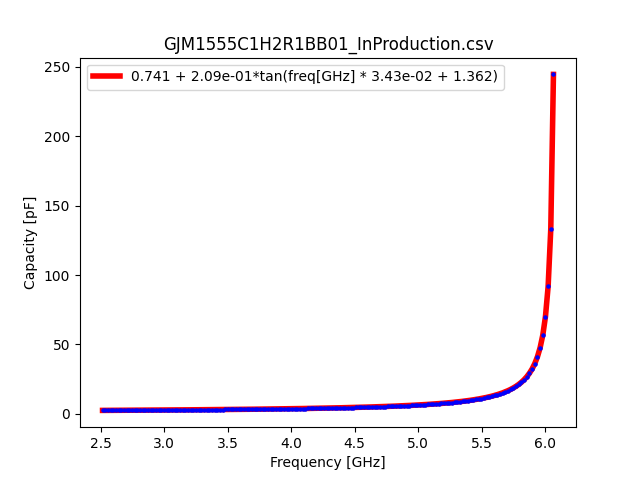 GJM1555C1H2R1BB01_InProduction.csv
0.741 + 2.09e-01*tan(freq[GHz] * 3.43e-02 + 1.362)
250
200
150
100
50
0
Capacity [pF]
2.5 3.0 3.5 4.0 4.5 5.0 5.5 6.0
Frequency [GHz]